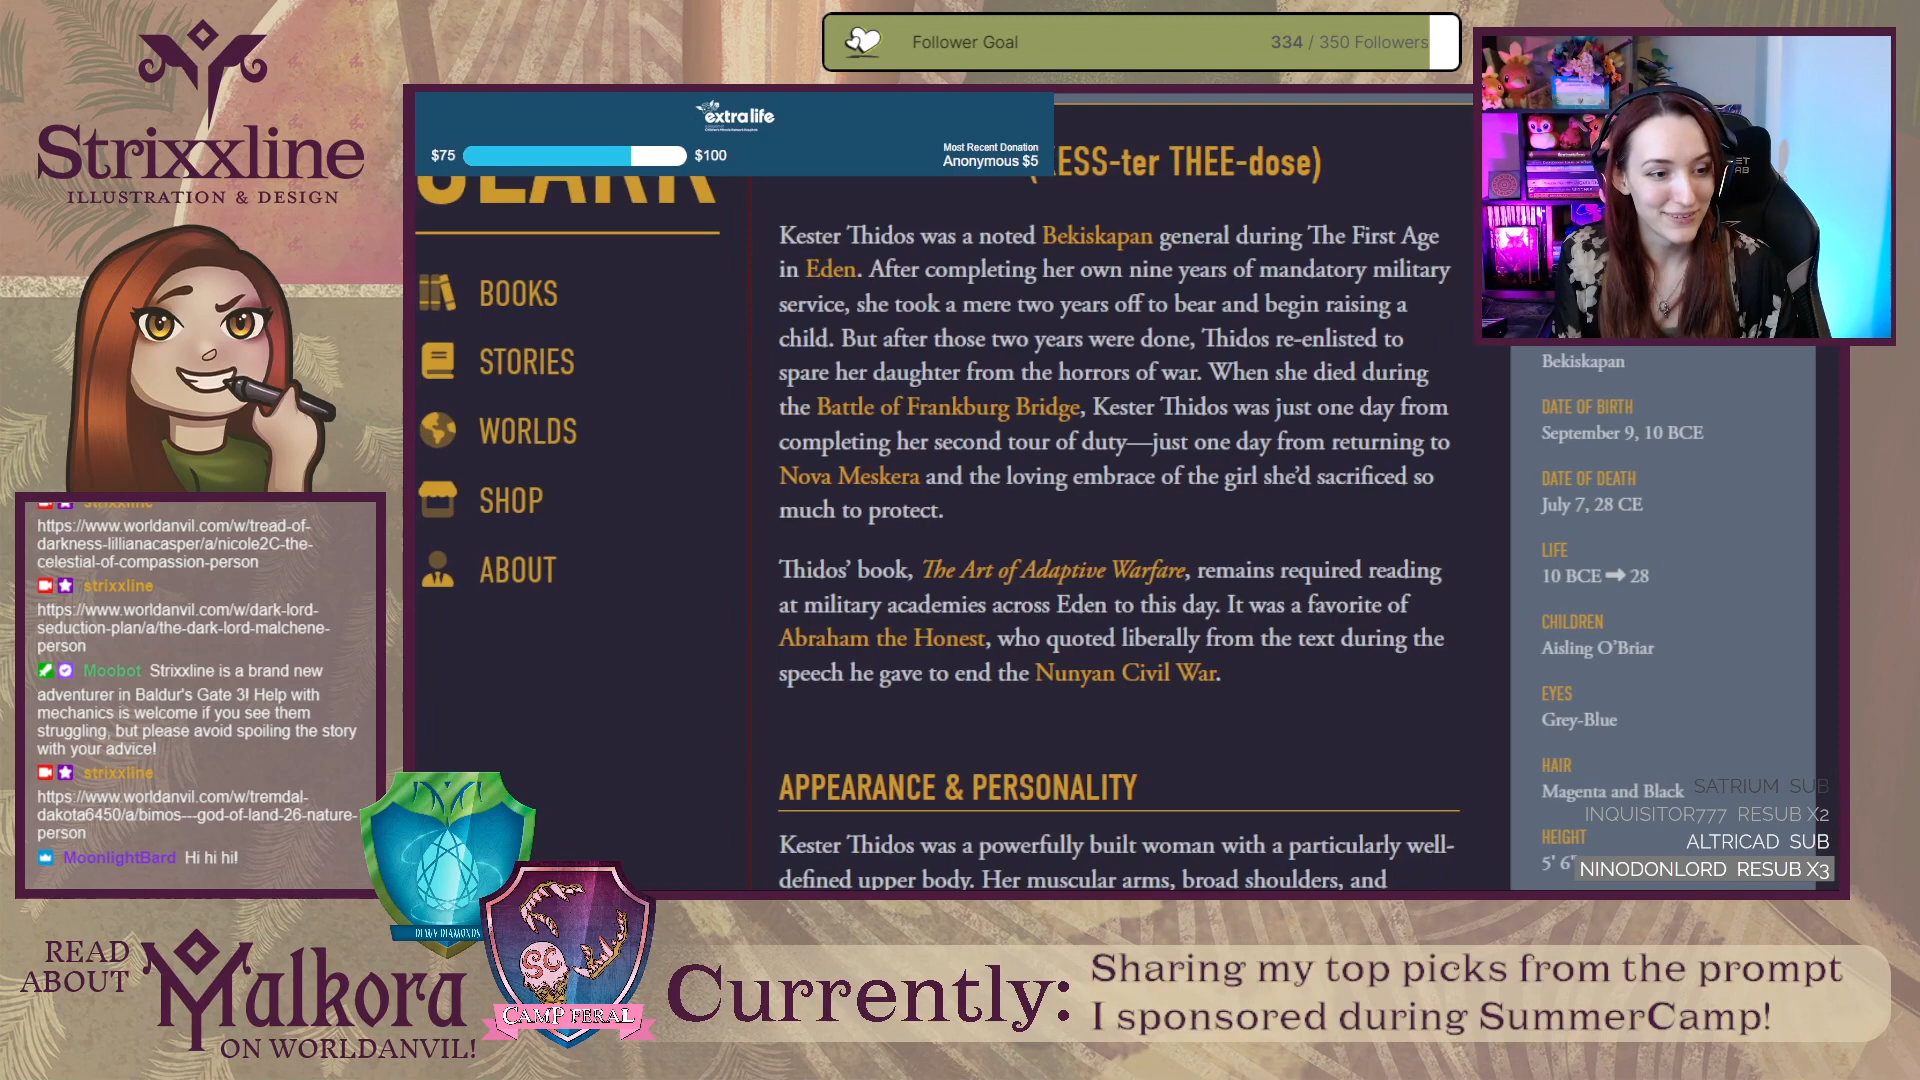 Strixxline
ILLUSTRATION & DESIGN
Follower Goal
334 / 350 Followers
extralife
$75
$100
Most Recent Donation
Anonymous $5
ESS-ter THEE-dose)
BOOKS
STORIES
WORLDS
SHOP
ABOUT
Kester Thidos was a noted Bekiskapan general during The First Age
in Eden. After completing her own nine years of mandatory military
service, she took a mere two years off to bear and begin raising a
child. But after those two years were done, Thidos re-enlisted to
spare her daughter from the horrors of war. When she died during
the Battle of Frankburg Bridge, Kester Thidos was just one day from
completing her second tour of duty—just one day from returning to
Nova Meskera and the loving embrace of the girl she’d sacrificed so
much to protect.
Thidos’ book, The Art of Adaptive Warfare, remains required reading
at military academies across Eden to this day. It was a favorite of
Abraham the Honest, who quoted liberally from the text during the
speech he gave to end the Nunyan Civil War.
APPEARANCE & PERSONALITY
Kester Thidos was a powerfully built woman with a particularly well-
defined upper body. Her muscular arms, broad shoulders, and
Bekiskapan
DATE OF BIRTH
September 9, 10 BCE
DATE OF DEATH
July 7, 28 CE
LIFE
10 BCE ➡ 28
CHILDREN
Aisling O’Briar
EYES
Grey-Blue
HAIR
Magenta and Black
HEIGHT
5' 6"
SATRIUM SUB
INQUISITOR777 RESUB X2
ALTRICAD SUB
NINODONLORD RESUB X3
strixxline
https://www.worldanvil.com/w/tread-of-
darkness-lillianacasper/a/nicole2C-the-
celestial-of-compassion-person
strixxline
https://www.worldanvil.com/w/dark-lord-
seduction-plan/a/the-dark-lord-malchene-
person
Moobot Strixxline is a brand new
adventurer in Baldur's Gate 3! Help with
mechanics is welcome if you see them
struggling, but please avoid spoiling the story
with your advice!
strixxline
https://www.worldanvil.com/w/tremdal-
dakota6450/a/bimos---god-of-land-26-nature-
person
MoonlightBard Hi hi hi!
SC
CAMP FERAL
READ
ABOUT
Malkora
ON WORLDANVIL!
Currently:
Sharing my top picks from the prompt
I sponsored during SummerCamp!